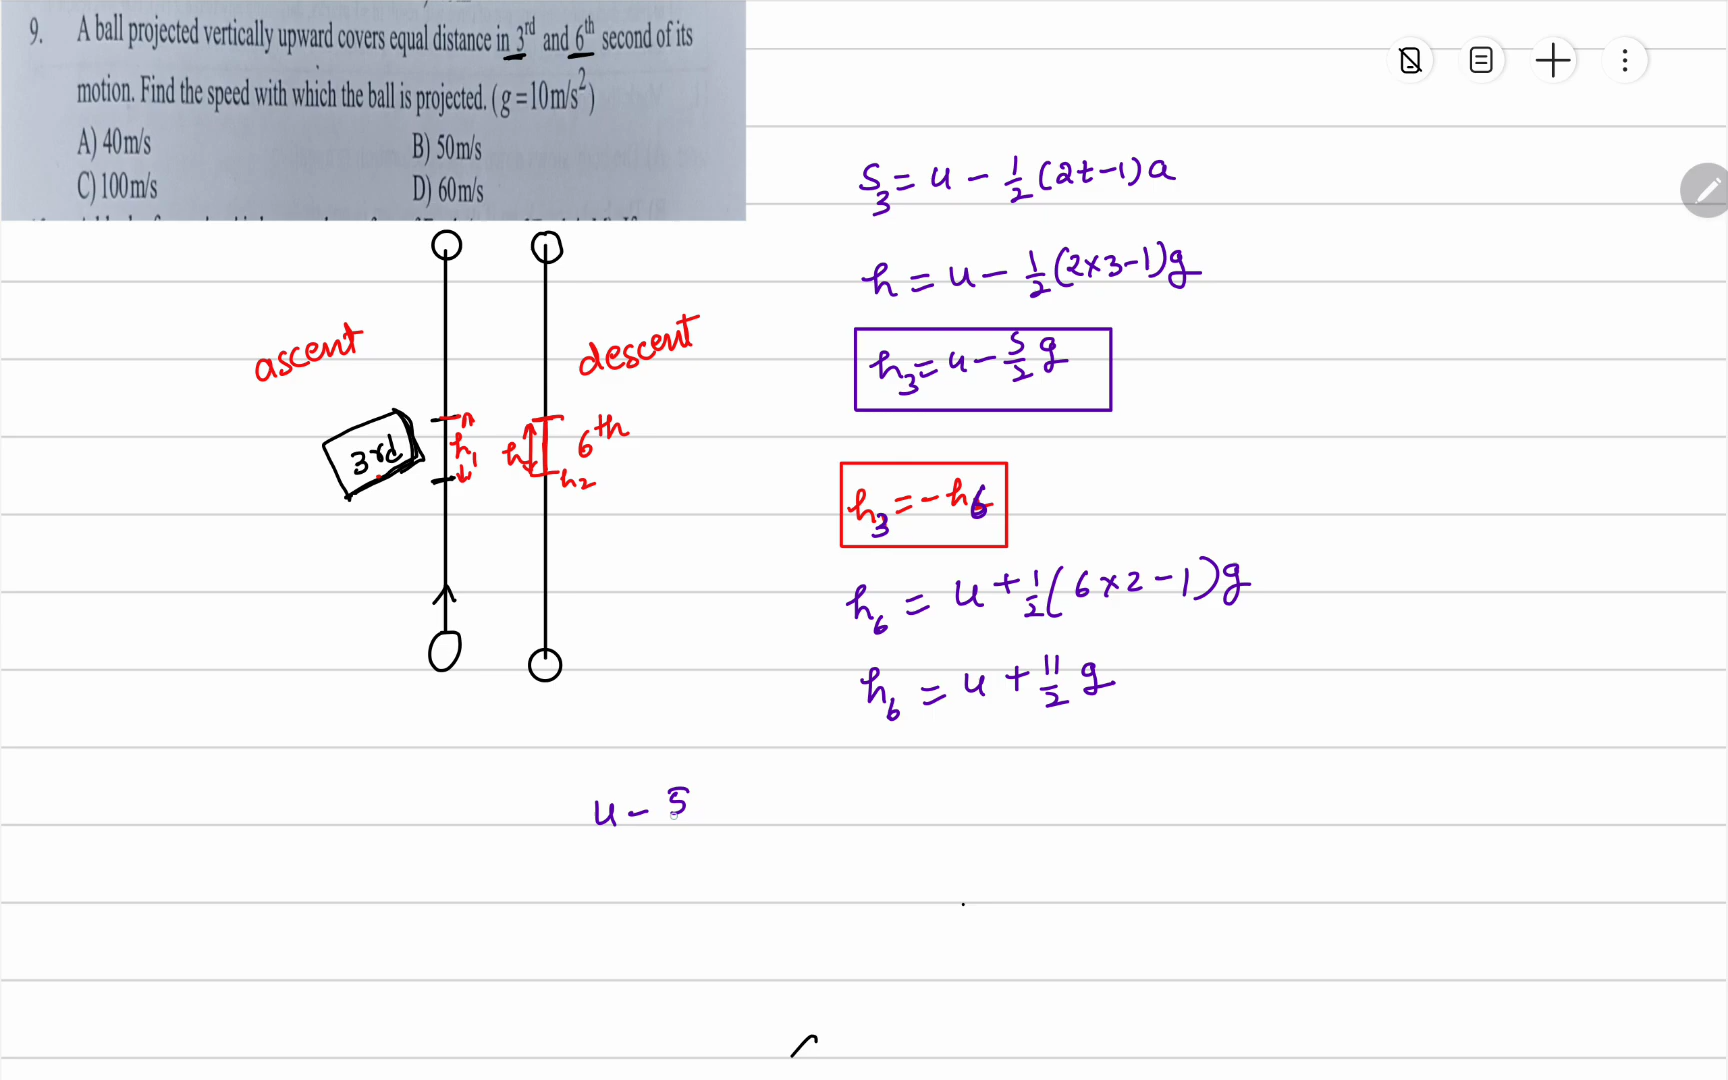 9. A ball projected vertically upward covers equal distance in 3rd and 6th second of its
motion. Find the speed with which the ball is projected. (g=10m/s²)
A) 40m/s
B) 50m/s
C) 100m/s
D) 60m/s
ascent
descent
3rd
h₁
h
6th
h₂
S₃ = u - 1/2 (2t-1)a
h = u - 1/2 (2×3-1)g
h₃ = u - 5/2 g
h₃ = -h6
h₆ = u + 1/2 (6×2-1)g
h₆ = u + 11/2 g
u - 5